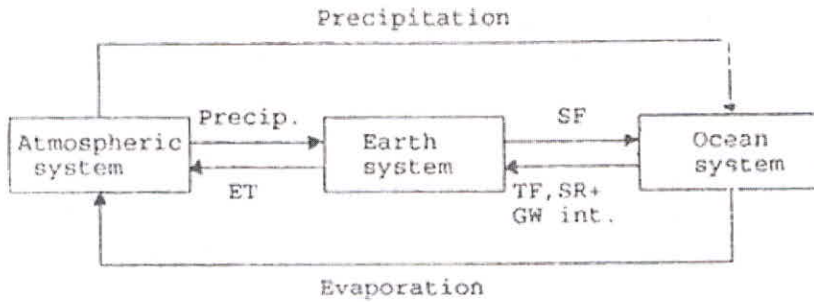 Precipitation
Atmospheric
system
Precip.
ET
Earth
system
SF
TF,SR+
GW int.
Ocean
system
Evaporation